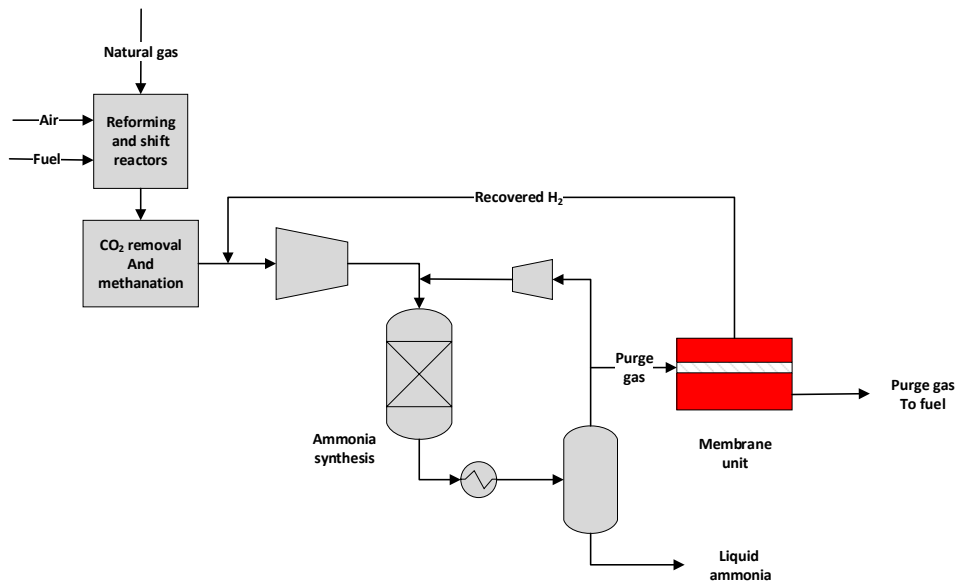 Natural gas
Air
Fuel
Reforming
and shift
reactors
CO₂ removal
And
methanation
Recovered H₂
Ammonia
synthesis
Purge
gas
Membrane
unit
Purge gas
To fuel
Liquid
ammonia